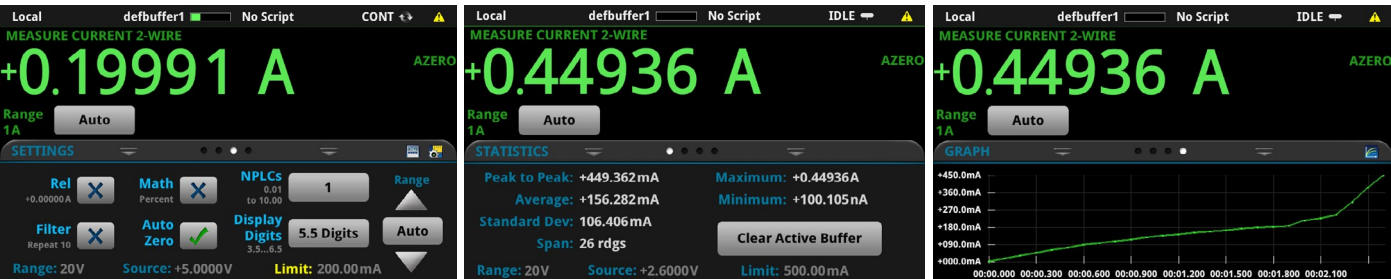 Local defbuffer1 No Script CONT
MEASURE CURRENT 2-WIRE
+0.19991 A
AZERO
Range
1A
Auto
SETTINGS
Rel
+0.00000A
Math
Percent
NPLCs
0.01
to 10.00
1
Range
Filter
Repeat 10
Auto
Zero
Display
Digits
3.5...6.5
5.5 Digits
Auto
Range: 20V Source: +5.0000V Limit: 200.00mA
Local defbuffer1 No Script IDLE
MEASURE CURRENT 2-WIRE
+0.44936 A
AZERO
Range
1A
Auto
STATISTICS
Peak to Peak: +449.362mA Maximum: +0.44936A
Average: +156.282mA Minimum: +100.105nA
Standard Dev: 106.406mA
Span: 26 rdgs
Clear Active Buffer
Range: 20V Source: +2.6000V Limit: 500.00mA
Local defbuffer1 No Script IDLE
MEASURE CURRENT 2-WIRE
+0.44936 A
AZERO
Range
1A
Auto
GRAPH
+450.0mA
+360.0mA
+270.0mA
+180.0mA
+090.0mA
+000.0mA
00:00.000 00:00.300 00:00.600 00:00.900 00:01.200 00:01.500 00:01.800 00:02.100